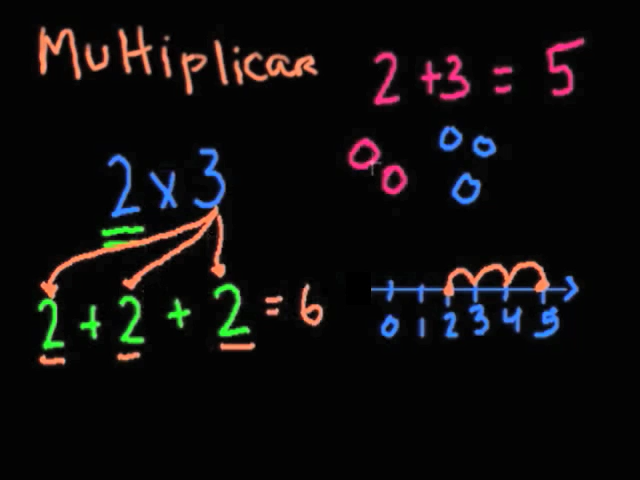 Multiplicar
2 + 3 = 5
2 x 3
2 + 2 + 2 = 6
0 1 2 3 4 5